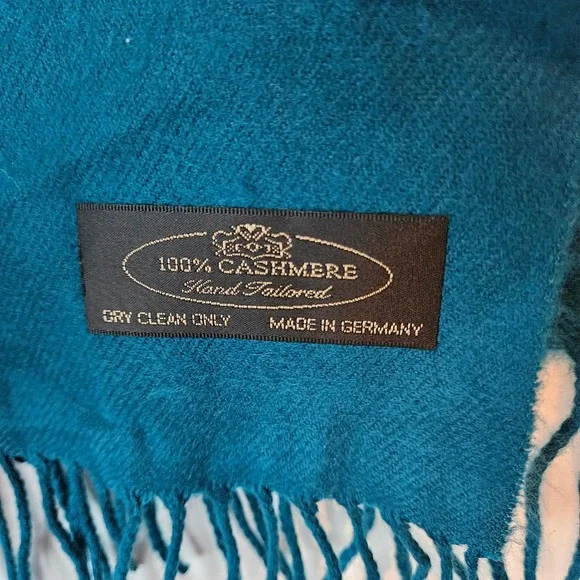 100% CASHMERE
Hand Tailored
DRY CLEAN ONLY MADE IN GERMANY